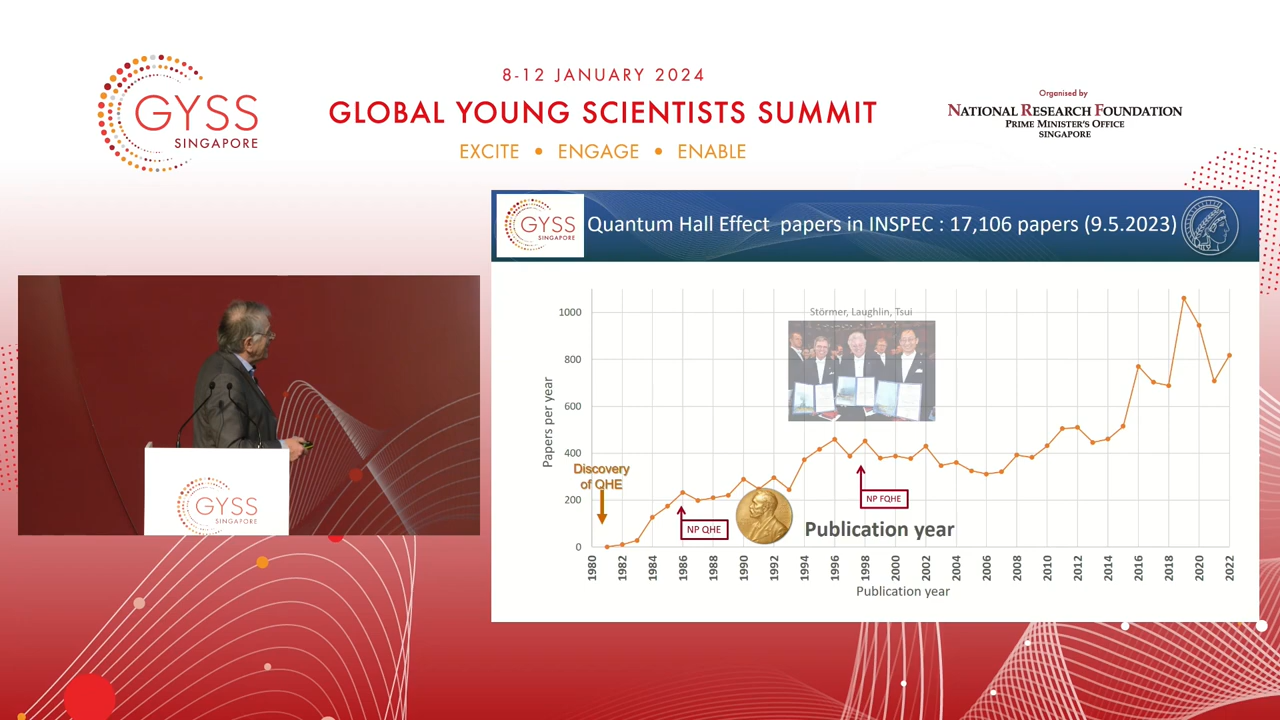 8-12 JANUARY 2024
GLOBAL YOUNG SCIENTISTS SUMMIT
EXCITE • ENGAGE • ENABLE
GYSS
SINGAPORE
Organised by
NATIONAL RESEARCH FOUNDATION
PRIME MINISTER'S OFFICE
SINGAPORE
GYSS
SINGAPORE
Quantum Hall Effect papers in INSPEC : 17,106 papers (9.5.2023)
Störmer, Laughlin, Tsui
1000
800
600
400
200
0
Papers per year
Discovery
of QHE
NP QHE
NP FQHE
Publication year
1980 1982 1984 1986 1988 1990 1992 1994 1996 1998 2000 2002 2004 2006 2008 2010 2012 2014 2016 2018 2020 2022
Publication year
GYSS
SINGAPORE